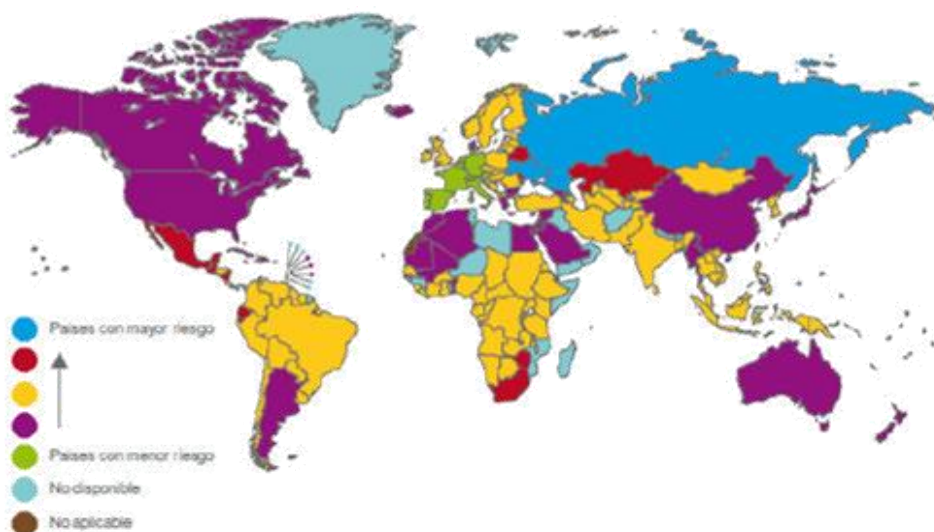 Países con mayor riesgo
Países con menor riesgo
No disponible
No aplicable